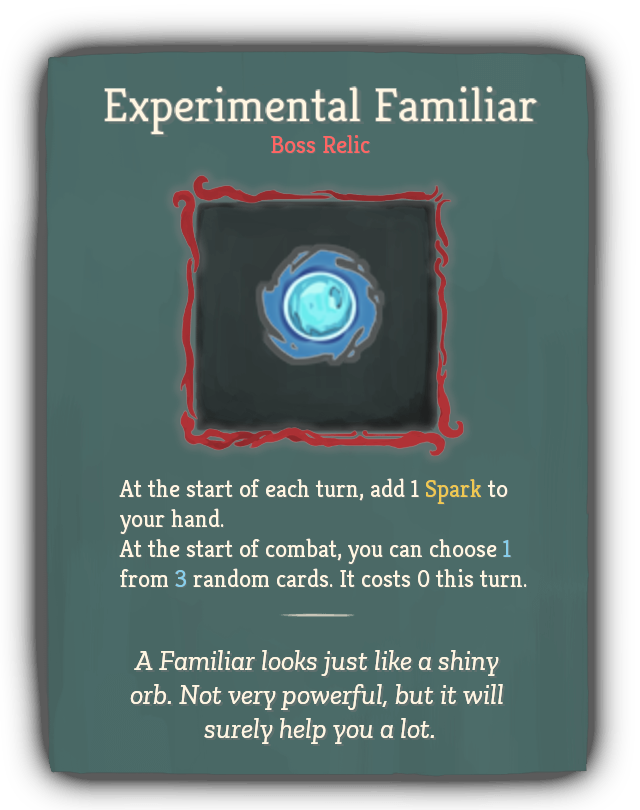 Experimental Familiar
Boss Relic
At the start of each turn, add 1 Spark to
your hand.
At the start of combat, you can choose 1
from 3 random cards. It costs 0 this turn.
A Familiar looks just like a shiny
orb. Not very powerful, but it will
surely help you a lot.